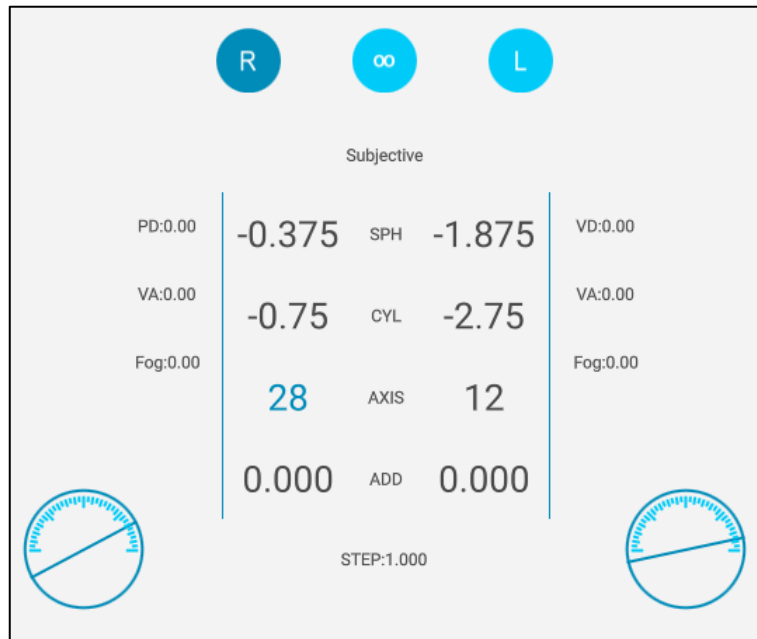 R ∞ L
Subjective
PD:0.00 -0.375 SPH -1.875 VD:0.00
VA:0.00 -0.75 CYL -2.75 VA:0.00
Fog:0.00 28 AXIS 12 Fog:0.00
0.000 ADD 0.000
STEP:1.000